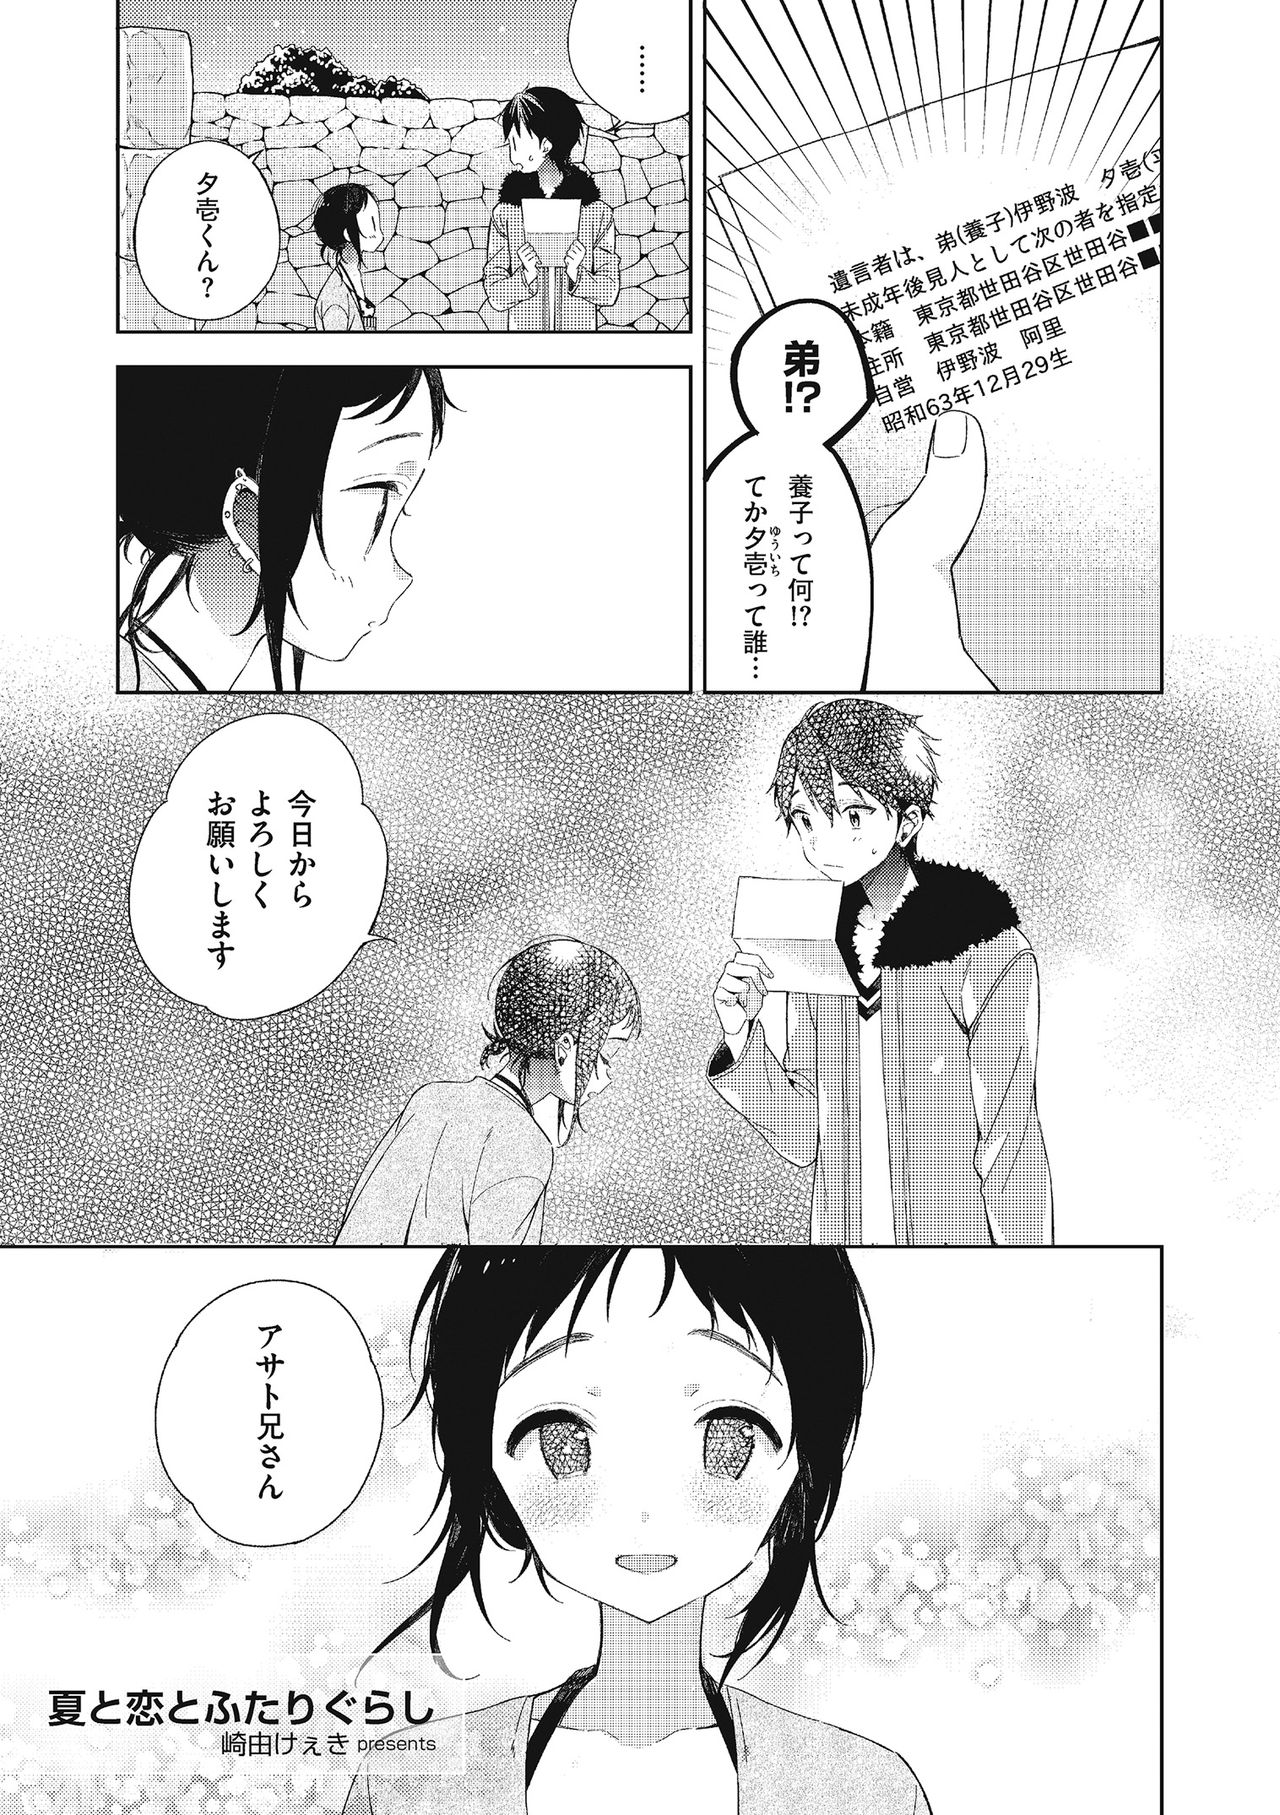 遺言者は、弟(養子)伊野波 夕壱(
未成年後見人として次の者を指定
本籍 東京都世田谷区世田谷■
住所 東京都世田谷区世田谷■
自営 伊野波 阿里
昭和63年12月29生
弟!?
養子って何!?
てか夕壱って誰…
ゆういち
……
夕壱くん?
今日から
よろしく
お願いします
アサト兄さん
夏と恋とふたりぐらし
崎由けぇき presents